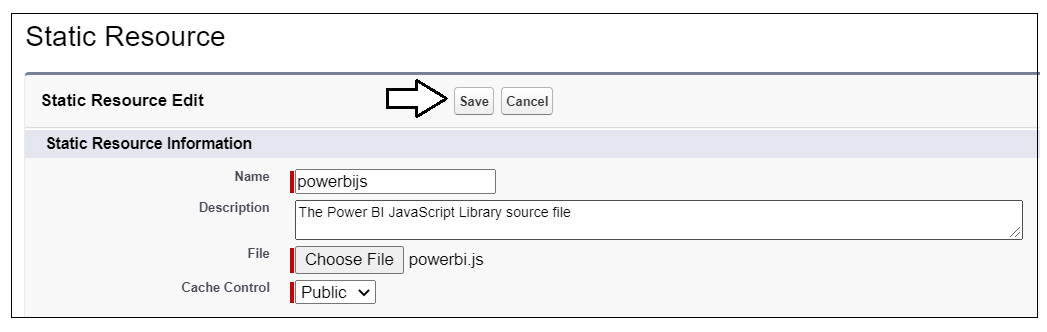 Static Resource
Static Resource Edit Save Cancel
Static Resource Information
Name powerbijs
Description The Power BI JavaScript Library source file
File Choose File powerbi.js
Cache Control Public